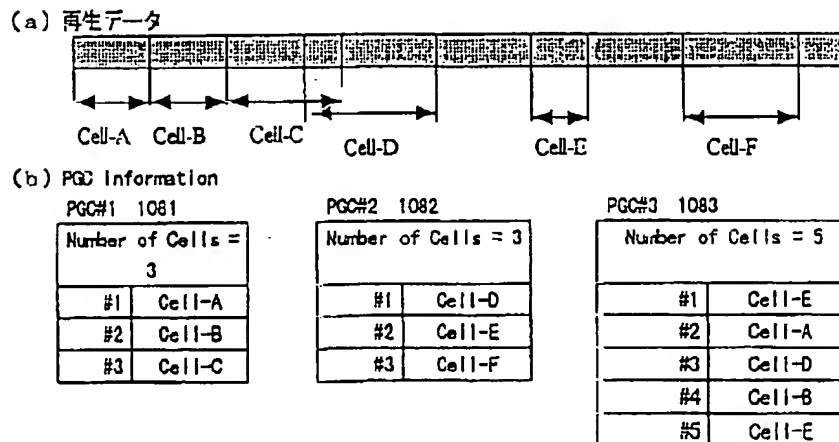 (a) 再生データ
Cell-A Cell-B Cell-C Cell-D Cell-E Cell-F
(b) PGC Information
PGC#1 1081
Number of Cells =
3
#1 Cell-A
#2 Cell-B
#3 Cell-C
PGC#2 1082
Number of Cells = 3
#1 Cell-D
#2 Cell-E
#3 Cell-F
PGC#3 1083
Number of Cells = 5
#1 Cell-E
#2 Cell-A
#3 Cell-D
#4 Cell-B
#5 Cell-E